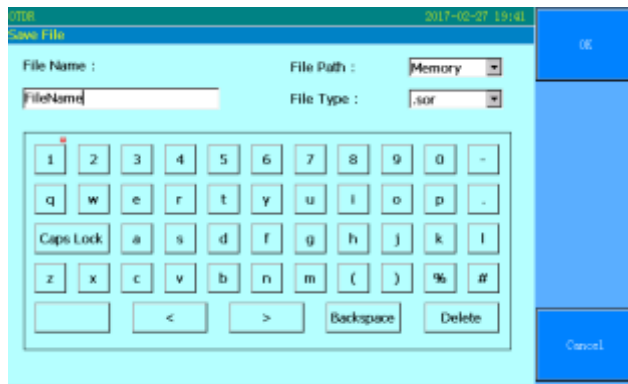 OTDR 2017-02-27 19:41
Save File
OK
File Name : File Path : Memory
FileName File Type : .sor
1 2 3 4 5 6 7 8 9 0 -
q w e r t y u i o p .
Caps Lock a s d f g h j k l
z x c v b n m ( ) % #
< > Backspace Delete
Cancel